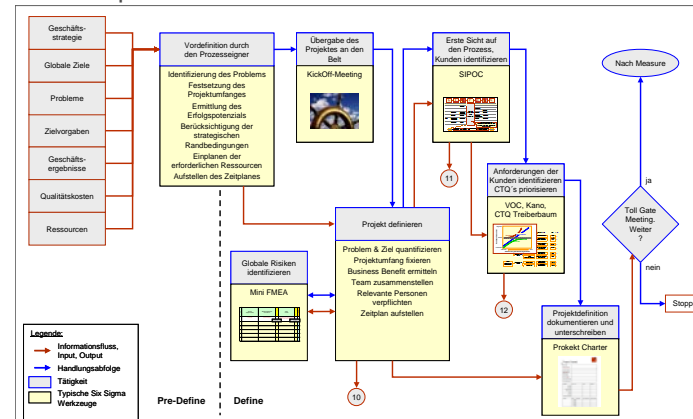 Geschäfts-
strategie
Globale Ziele
Probleme
Zielvorgaben
Geschäfts-
ergebnisse
Qualitätskosten
Ressourcen
Vordefinition durch
den Prozesseigner
Identifizierung des Problems
Festsetzung des
Projektumfanges
Ermittlung des
Erfolgspotenzials
Berücksichtigung der
strategischen
Randbedingungen
Einplanen der
erforderlichen Ressourcen
Aufstellen des Zeitplanes
Übergabe des
Projektes an den
Belt
KickOff-Meeting
Erste Sicht auf
den Prozess,
Kunden identifizieren
SIPOC
11
Nach Measure
Anforderungen der
Kunden identifizieren
CTQ´s priorisieren
VOC, Kano,
CTQ Treiberbaum
12
ja
Toll Gate
Meeting.
Weiter
?
nein
Stopp
Projekt definieren
Problem & Ziel quantifizieren
Projektumfang fixieren
Business Benefit ermitteln
Team zusammenstellen
Relevante Personen
verpflichten
Zeitplan aufstellen
10
Globale Risiken
identifizieren
Mini FMEA
Projektdefinition
dokumentieren und
unterschreiben
Prokekt Charter
Legende:
Informationsfluss,
Input, Output
Handlungsabfolge
Tätigkeit
Typische Six Sigma
Werkzeuge
Pre-Define
Define